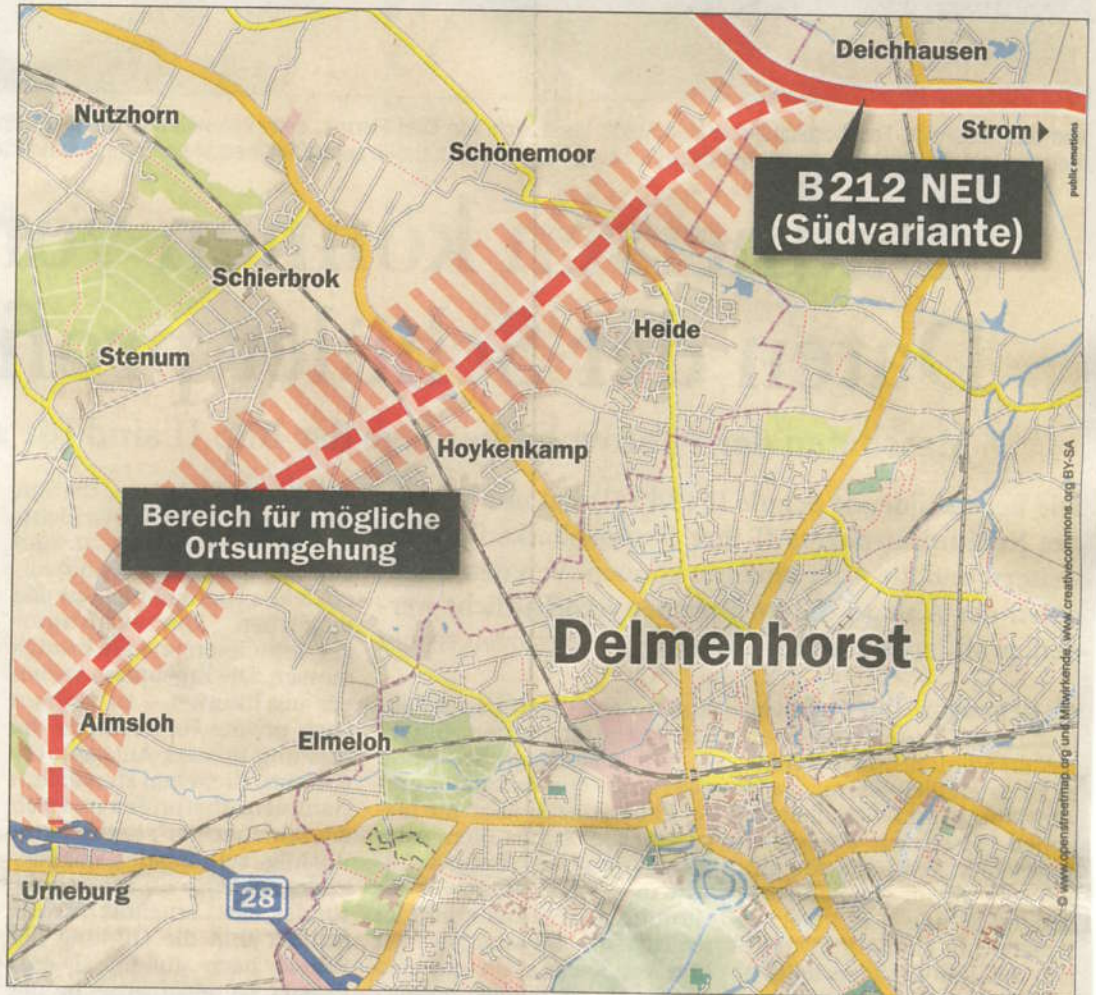 Deichhausen
Nutzhorn
Strom
public emotions
Schönemoor
B 212 NEU
(Südvariante)
Schierbrok
Heide
Stenum
Hoykenkamp
Bereich für mögliche
Ortsumgehung
Delmenhorst
Almsloh
Elmeloh
Urneburg
28
© www.openstreetmap.org und Mitwirkende, www.creativecommons.org BY-SA